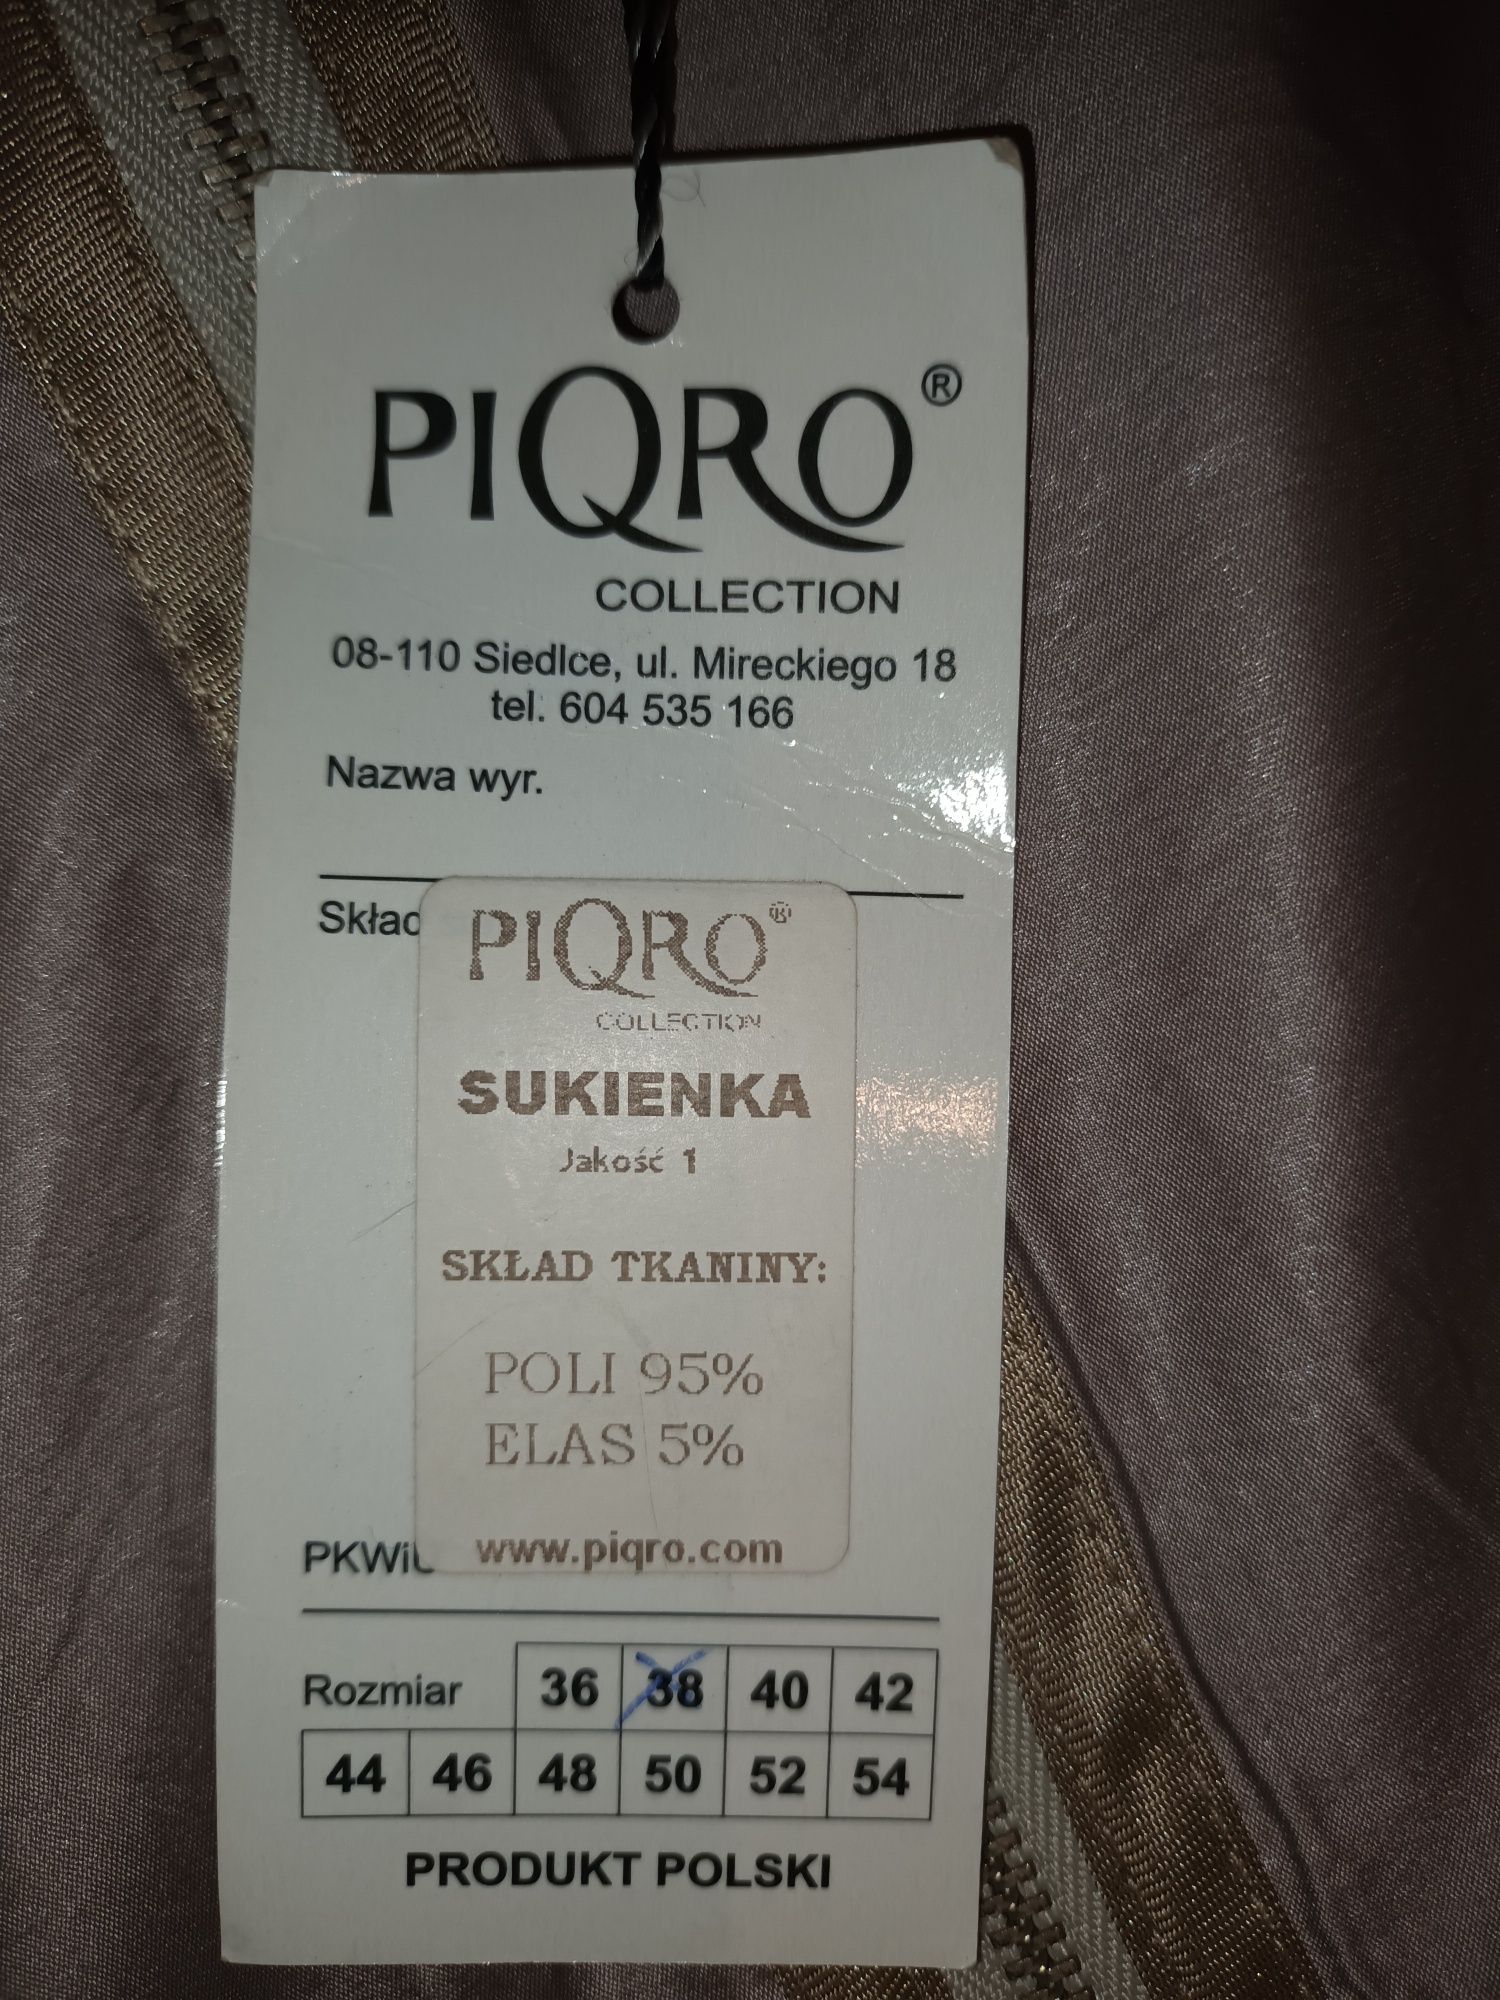 PIQRO®
COLLECTION
08-110 Siedlce, ul. Mireckiego 18
tel. 604 535 166
Nazwa wyr.
Skład
PIQRO®
COLLECTION
SUKIENKA
Jakość 1
SKŁAD TKANINY:
POLI 95%
ELAS 5%
www.piqro.com
PKWiU
Rozmiar 36 38 40 42
44 46 48 50 52 54
PRODUKT POLSKI